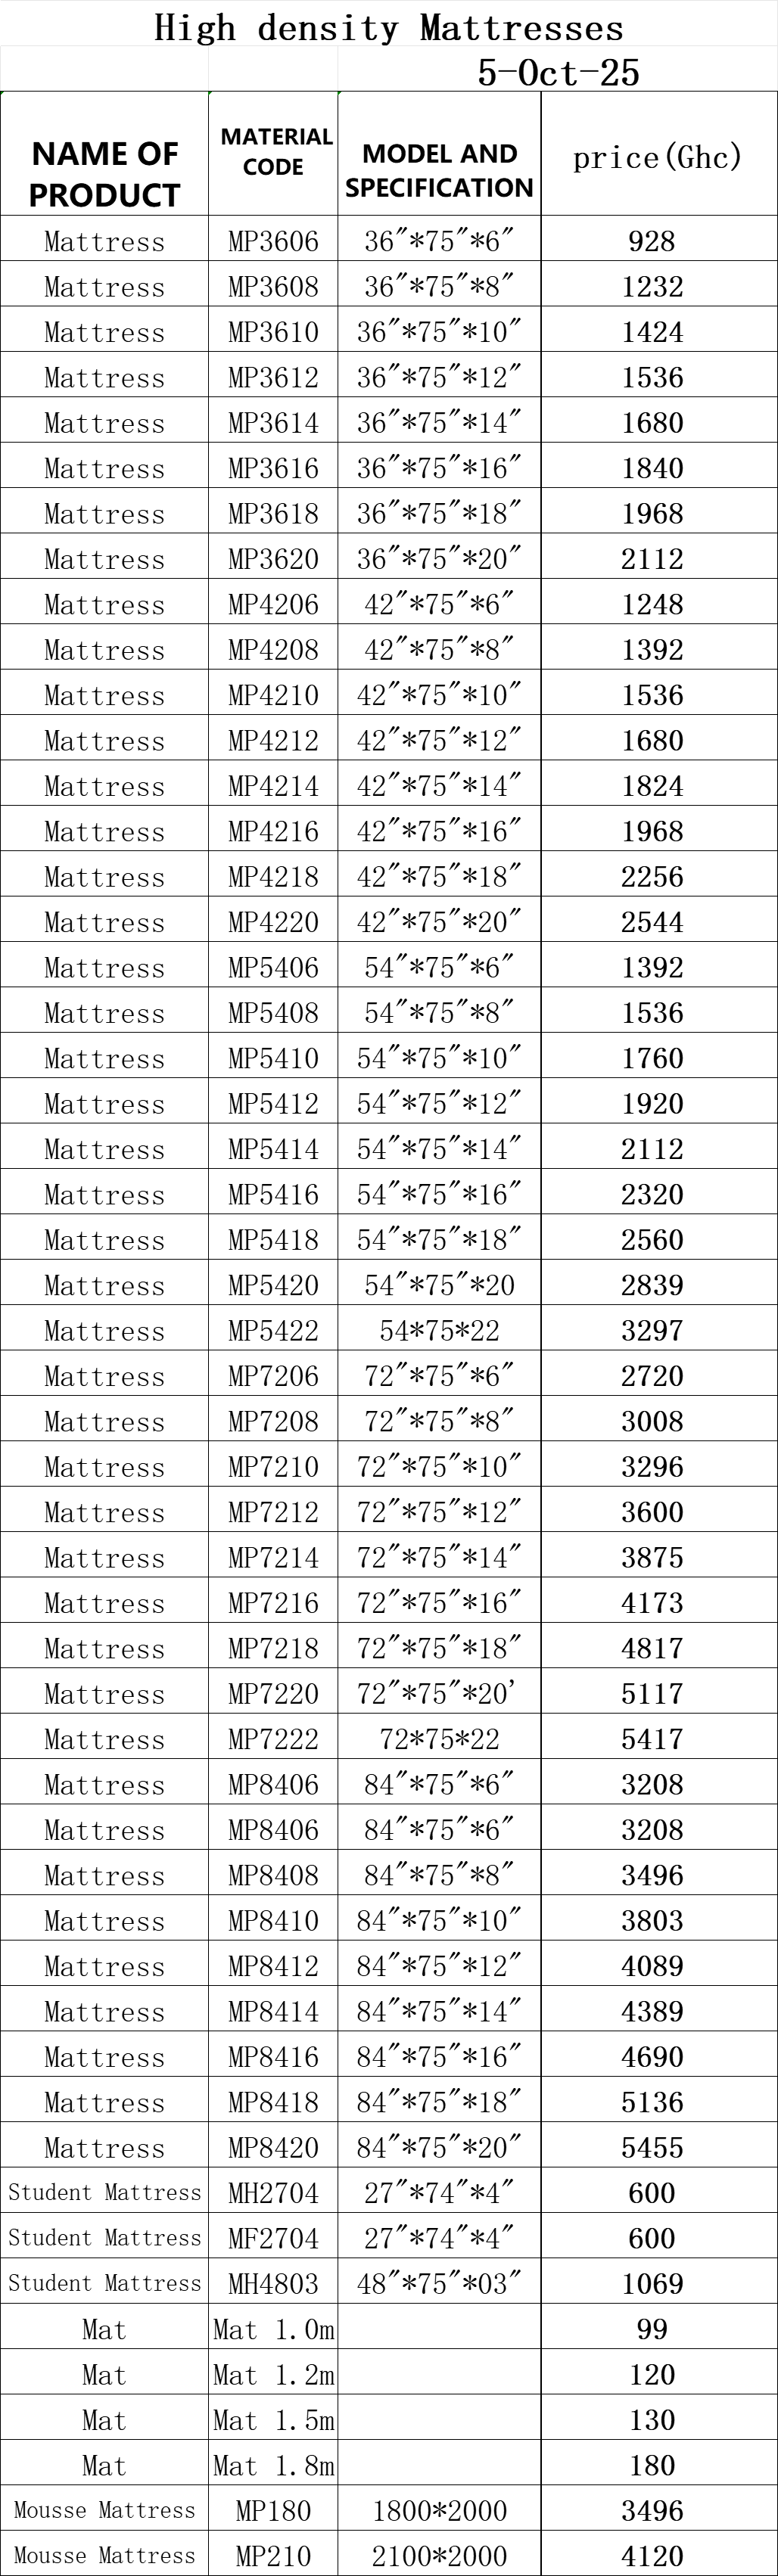 High density Mattresses
5-Oct-25
NAME OF PRODUCT MATERIAL CODE MODEL AND SPECIFICATION price(Ghc)
Mattress MP3606 36"*75"*6" 928
Mattress MP3608 36"*75"*8" 1232
Mattress MP3610 36"*75"*10" 1424
Mattress MP3612 36"*75"*12" 1536
Mattress MP3614 36"*75"*14" 1680
Mattress MP3616 36"*75"*16" 1840
Mattress MP3618 36"*75"*18" 1968
Mattress MP3620 36"*75"*20" 2112
Mattress MP4206 42"*75"*6" 1248
Mattress MP4208 42"*75"*8" 1392
Mattress MP4210 42"*75"*10" 1536
Mattress MP4212 42"*75"*12" 1680
Mattress MP4214 42"*75"*14" 1824
Mattress MP4216 42"*75"*16" 1968
Mattress MP4218 42"*75"*18" 2256
Mattress MP4220 42"*75"*20" 2544
Mattress MP5406 54"*75"*6" 1392
Mattress MP5408 54"*75"*8" 1536
Mattress MP5410 54"*75"*10" 1760
Mattress MP5412 54"*75"*12" 1920
Mattress MP5414 54"*75"*14" 2112
Mattress MP5416 54"*75"*16" 2320
Mattress MP5418 54"*75"*18" 2560
Mattress MP5420 54"*75"*20 2839
Mattress MP5422 54*75*22 3297
Mattress MP7206 72"*75"*6" 2720
Mattress MP7208 72"*75"*8" 3008
Mattress MP7210 72"*75"*10" 3296
Mattress MP7212 72"*75"*12" 3600
Mattress MP7214 72"*75"*14" 3875
Mattress MP7216 72"*75"*16" 4173
Mattress MP7218 72"*75"*18" 4817
Mattress MP7220 72"*75"*20' 5117
Mattress MP7222 72*75*22 5417
Mattress MP8406 84"*75"*6" 3208
Mattress MP8406 84"*75"*6" 3208
Mattress MP8408 84"*75"*8" 3496
Mattress MP8410 84"*75"*10" 3803
Mattress MP8412 84"*75"*12" 4089
Mattress MP8414 84"*75"*14" 4389
Mattress MP8416 84"*75"*16" 4690
Mattress MP8418 84"*75"*18" 5136
Mattress MP8420 84"*75"*20" 5455
Student Mattress MH2704 27"*74"*4" 600
Student Mattress MF2704 27"*74"*4" 600
Student Mattress MH4803 48"*75"*03" 1069
Mat Mat 1.0m 99
Mat Mat 1.2m 120
Mat Mat 1.5m 130
Mat Mat 1.8m 180
Mousse Mattress MP180 1800*2000 3496
Mousse Mattress MP210 2100*2000 4120